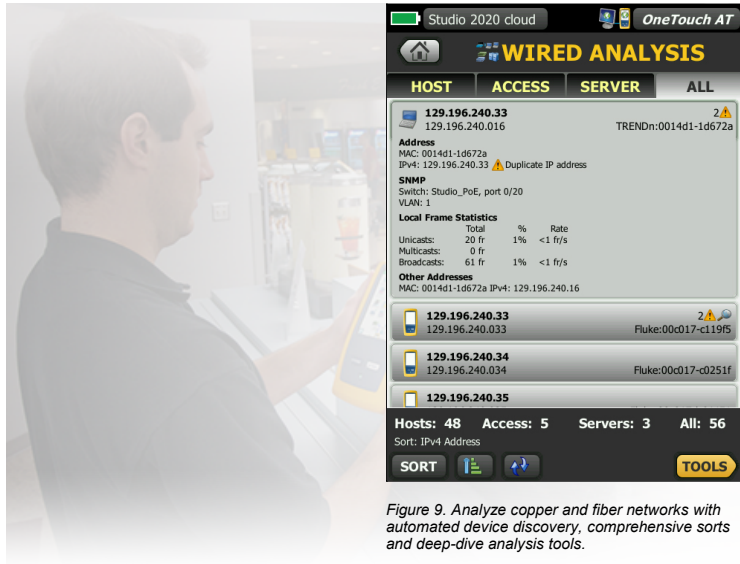 Studio 2020 cloud OneTouch AT
WIRED ANALYSIS
HOST ACCESS SERVER ALL
129.196.240.33 2
129.196.240.016 TRENDn:0014d1-1d672a
Address
MAC: 0014d1-1d672a
IPv4: 129.196.240.33 Duplicate IP address
SNMP
Switch: Studio_PoE, port 0/20
VLAN: 1
Local Frame Statistics
Total % Rate
Unicasts: 20 fr 1% <1 fr/s
Multicasts: 0 fr
Broadcasts: 61 fr 1% <1 fr/s
Other Addresses
MAC: 0014d1-1d672a IPv4: 129.196.240.16
129.196.240.33 2
129.196.240.033 Fluke:00c017-c119f5
129.196.240.34
129.196.240.034 Fluke:00c017-c0251f
129.196.240.35
Hosts: 48 Access: 5 Servers: 3 All: 56
Sort: IPv4 Address
SORT TOOLS
Figure 9. Analyze copper and fiber networks with
automated device discovery, comprehensive sorts
and deep-dive analysis tools.